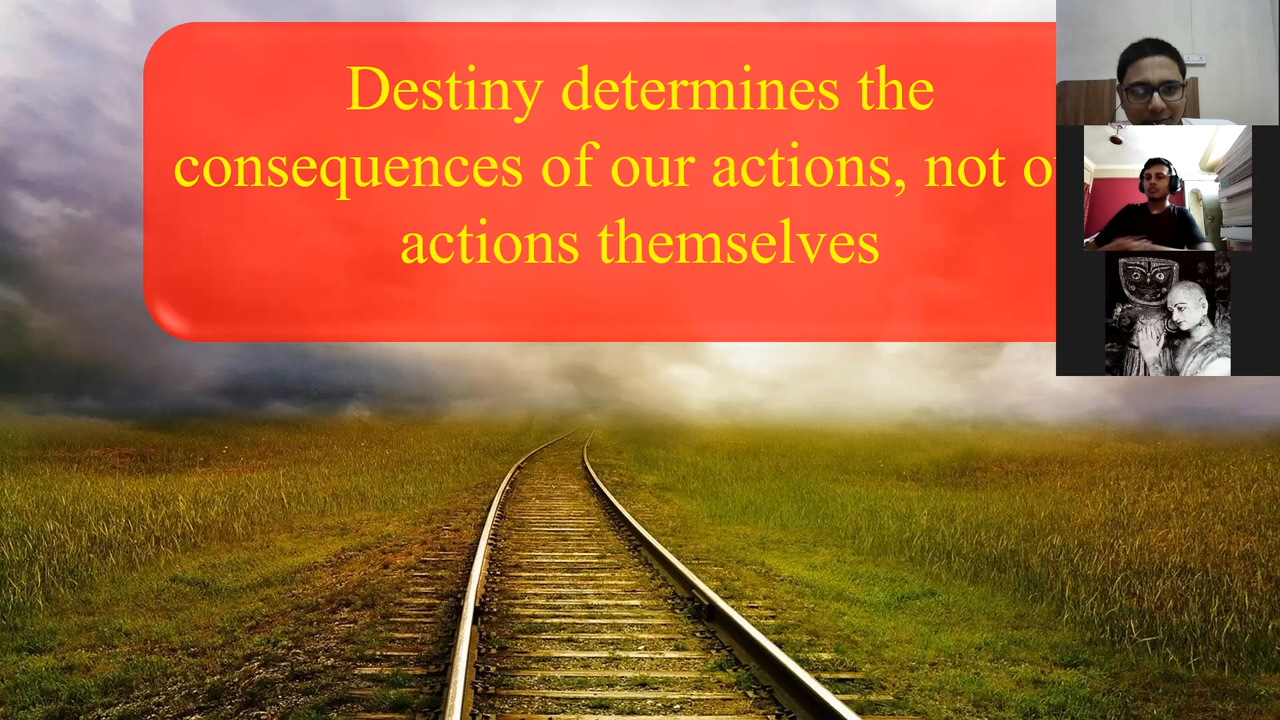 Destiny determines the
consequences of our actions, not
actions themselves